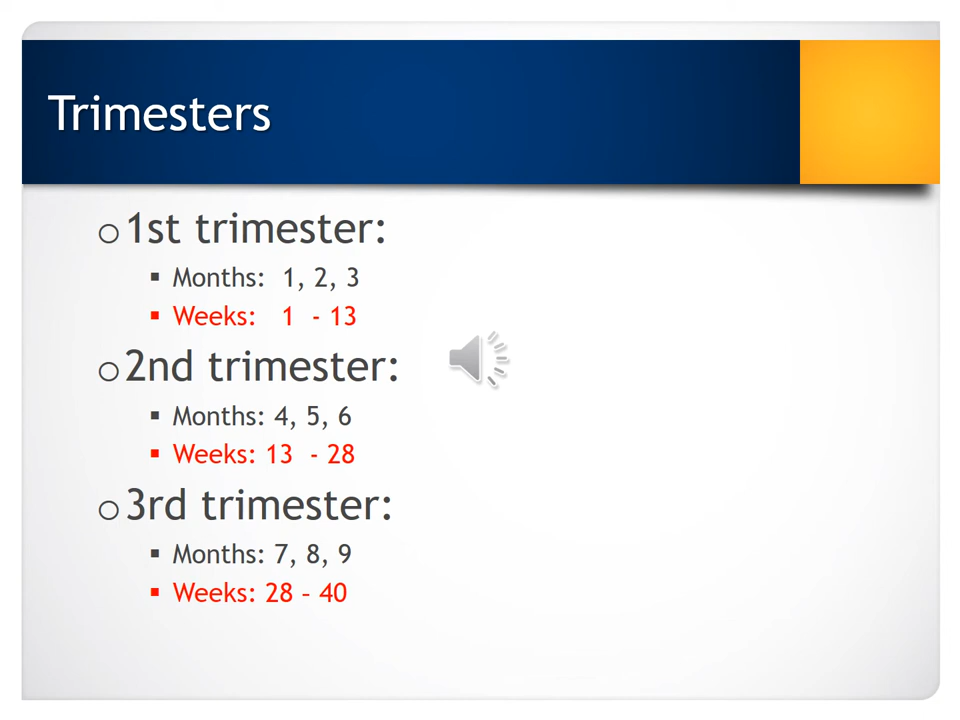 Trimesters
1st trimester:
Months: 1, 2, 3
Weeks: 1 - 13
2nd trimester:
Months: 4, 5, 6
Weeks: 13 - 28
3rd trimester:
Months: 7, 8, 9
Weeks: 28 – 40